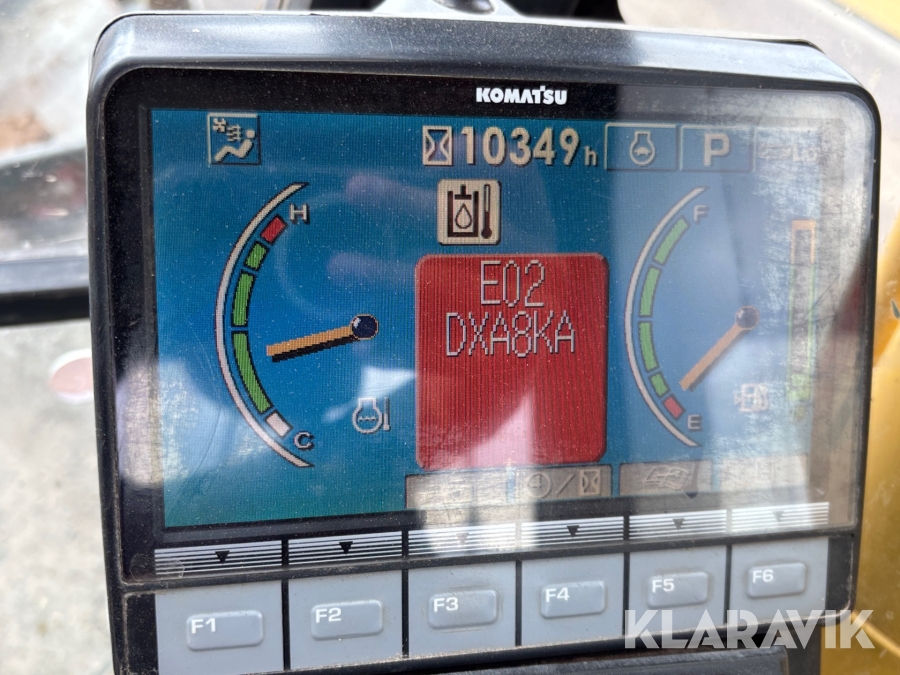 KOMATSU
10349h
P
H
F
E02
DXA8KA
C
E
F1
F2
F3
F4
F5
F6
KLARAVIK